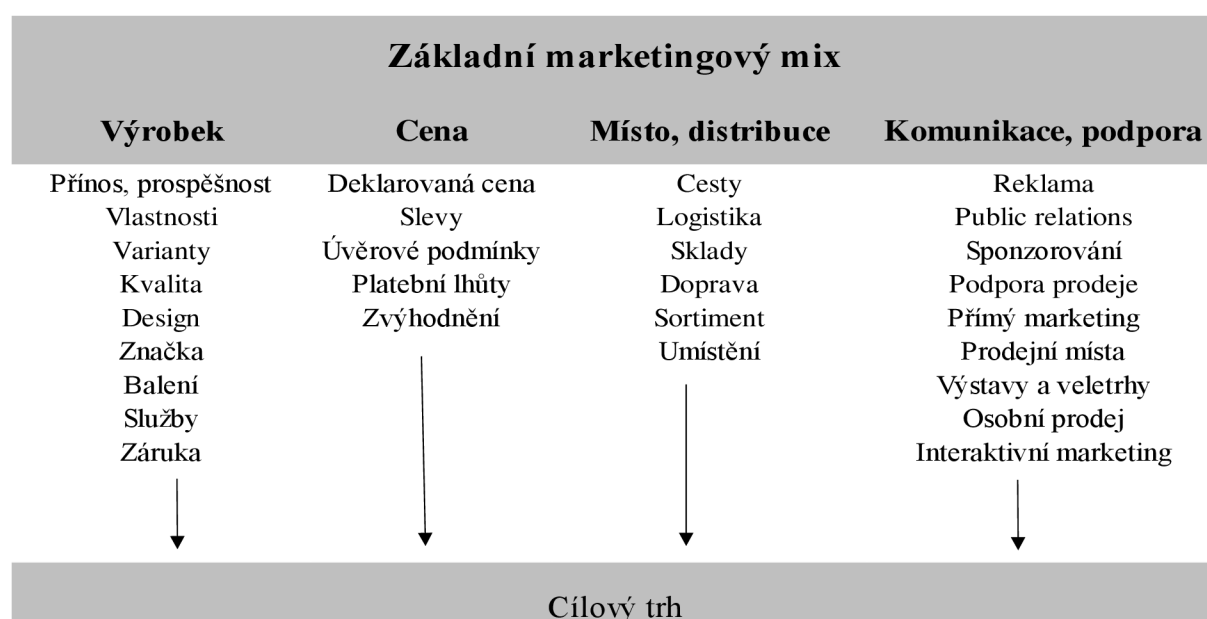 Základní marketingový mix
Výrobek
Cena
Místo, distribuce
Komunikace, podpora
Přínos, prospěšnost
Vlastnosti
Varianty
Kvalita
Design
Značka
Balení
Služby
Záruka
Deklarovaná cena
Slevy
Úvěrové podmínky
Platební lhůty
Zvýhodnění
Cesty
Logistika
Sklady
Doprava
Sortiment
Umístění
Reklama
Public relations
Sponzorování
Podpora prodeje
Přímý marketing
Prodejní místa
Výstavy a veletrhy
Osobní prodej
Interaktivní marketing
Cílový trh